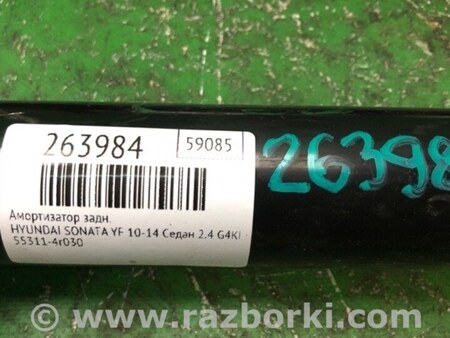 263984
59085
26398
Амортизатор задн.
HYUNDAI SONATA YF 10-14 Седан 2.4 G4KI
55311-4r030
© www.razborki.com